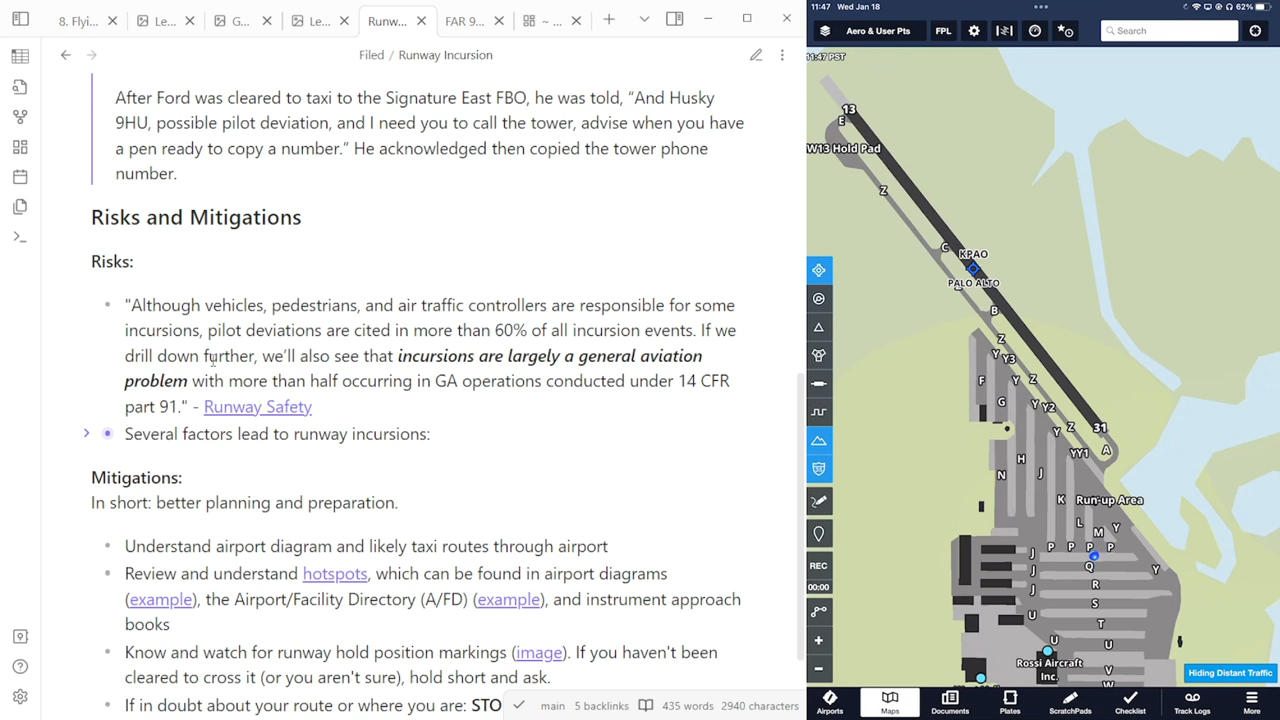 8. Flyi...
Le...
G...
Le...
Runw...
FAR 9...
~ ...
Filed / Runway Incursion
After Ford was cleared to taxi to the Signature East FBO, he was told, “And Husky
9HU, possible pilot deviation, and I need you to call the tower, advise when you have
a pen ready to copy a number.” He acknowledged then copied the tower phone
number.
Risks and Mitigations
Risks:
"Although vehicles, pedestrians, and air traffic controllers are responsible for some
incursions, pilot deviations are cited in more than 60% of all incursion events. If we
drill down further, we’ll also see that incursions are largely a general aviation
problem with more than half occurring in GA operations conducted under 14 CFR
part 91." - Runway Safety
Several factors lead to runway incursions:
Mitigations:
In short: better planning and preparation.
Understand airport diagram and likely taxi routes through airport
Review and understand hotspots, which can be found in airport diagrams
(example), the Airport/Facility Directory (A/FD) (example), and instrument approach
books
Know and watch for runway hold position markings (image). If you haven't been
cleared to cross it (or you aren't sure), hold short and ask.
If in doubt about your route or where you are: STO
main 5 backlinks 435 words 2940 characters
11:47 Wed Jan 18
62%
Aero & User Pts
FPL
Search
11:47 PST
13
E
W13 Hold Pad
Z
C
KPAO
PALO ALTO
B
Z
Y Y3
F Y Z
G Y Y2
Y Z 31
YY1 A
H
N J
K Run-up Area
L
M Y
J P P P P
Q
J Y
J R
S
U T
U U
Rossi Aircraft
Inc.
V
W
REC
00:00
Hiding Distant Traffic
Airports
Maps
Documents
Plates
ScratchPads
Checklist
Track Logs
More